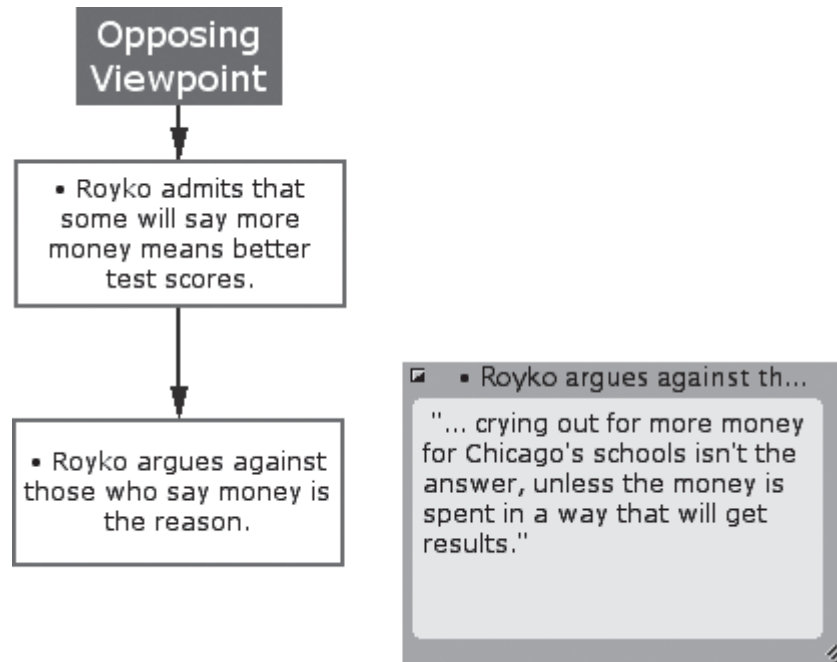 Opposing
Viewpoint
• Royko admits that
some will say more
money means better
test scores.
• Royko argues against
those who say money is
the reason.
• Royko argues against th...
"... crying out for more money
for Chicago's schools isn't the
answer, unless the money is
spent in a way that will get
results."